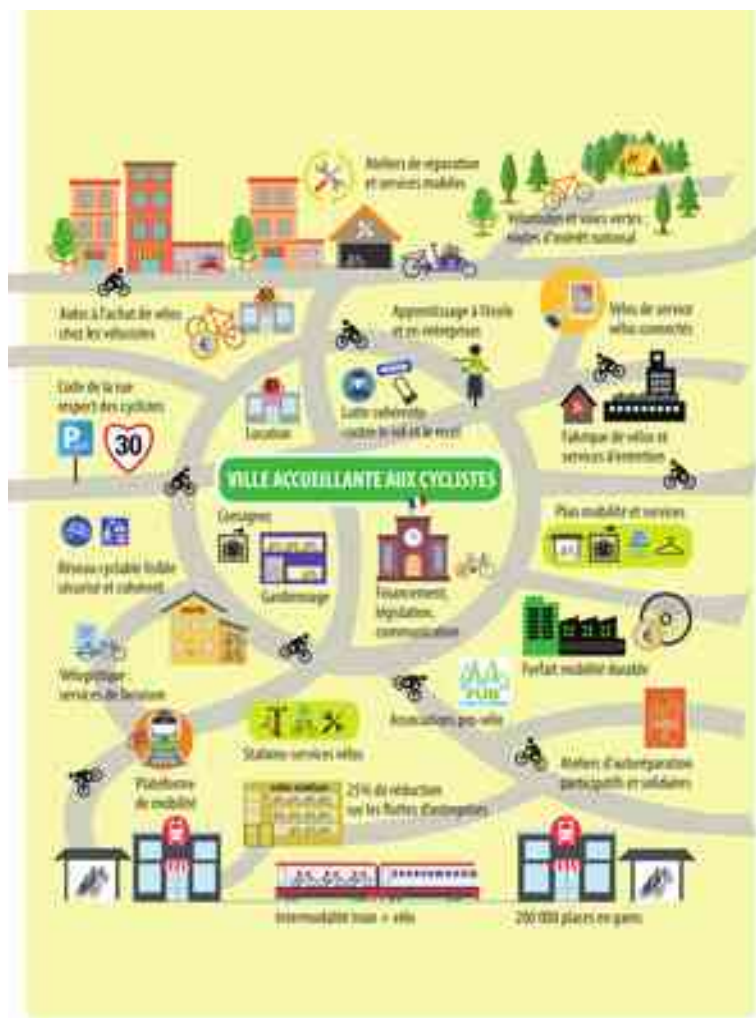 Ateliers de réparation
et services mobiles
Véloroutes et voies vertes
d'intérêt national
Aides à l'achat de vélos
chez les vélocistes
Apprentissage à l'école
et en entreprises
Vélos de service
vélos connectés
Code de la rue
respect des cyclistes
P
30
Location
Lutte
contre le vol et le recel
Fabrique de vélos et
services d'entretien
VILLE ACCUEILLANTE AUX CYCLISTES
Consignes
Plus mobilité et services
Réseau cyclable lisible
sécurisé et cohérent
Gardiennage
Financement,
législation,
communication
Forfait mobilité durable
services de livraison
Associations pro-vélo
Stations-services vélos
Ateliers d'autoréparation
participatifs et solidaires
Plateforme
de mobilité
25% de réduction
sur les flottes d'entreprises
Intermodalité train + vélo
200 000 places en gares